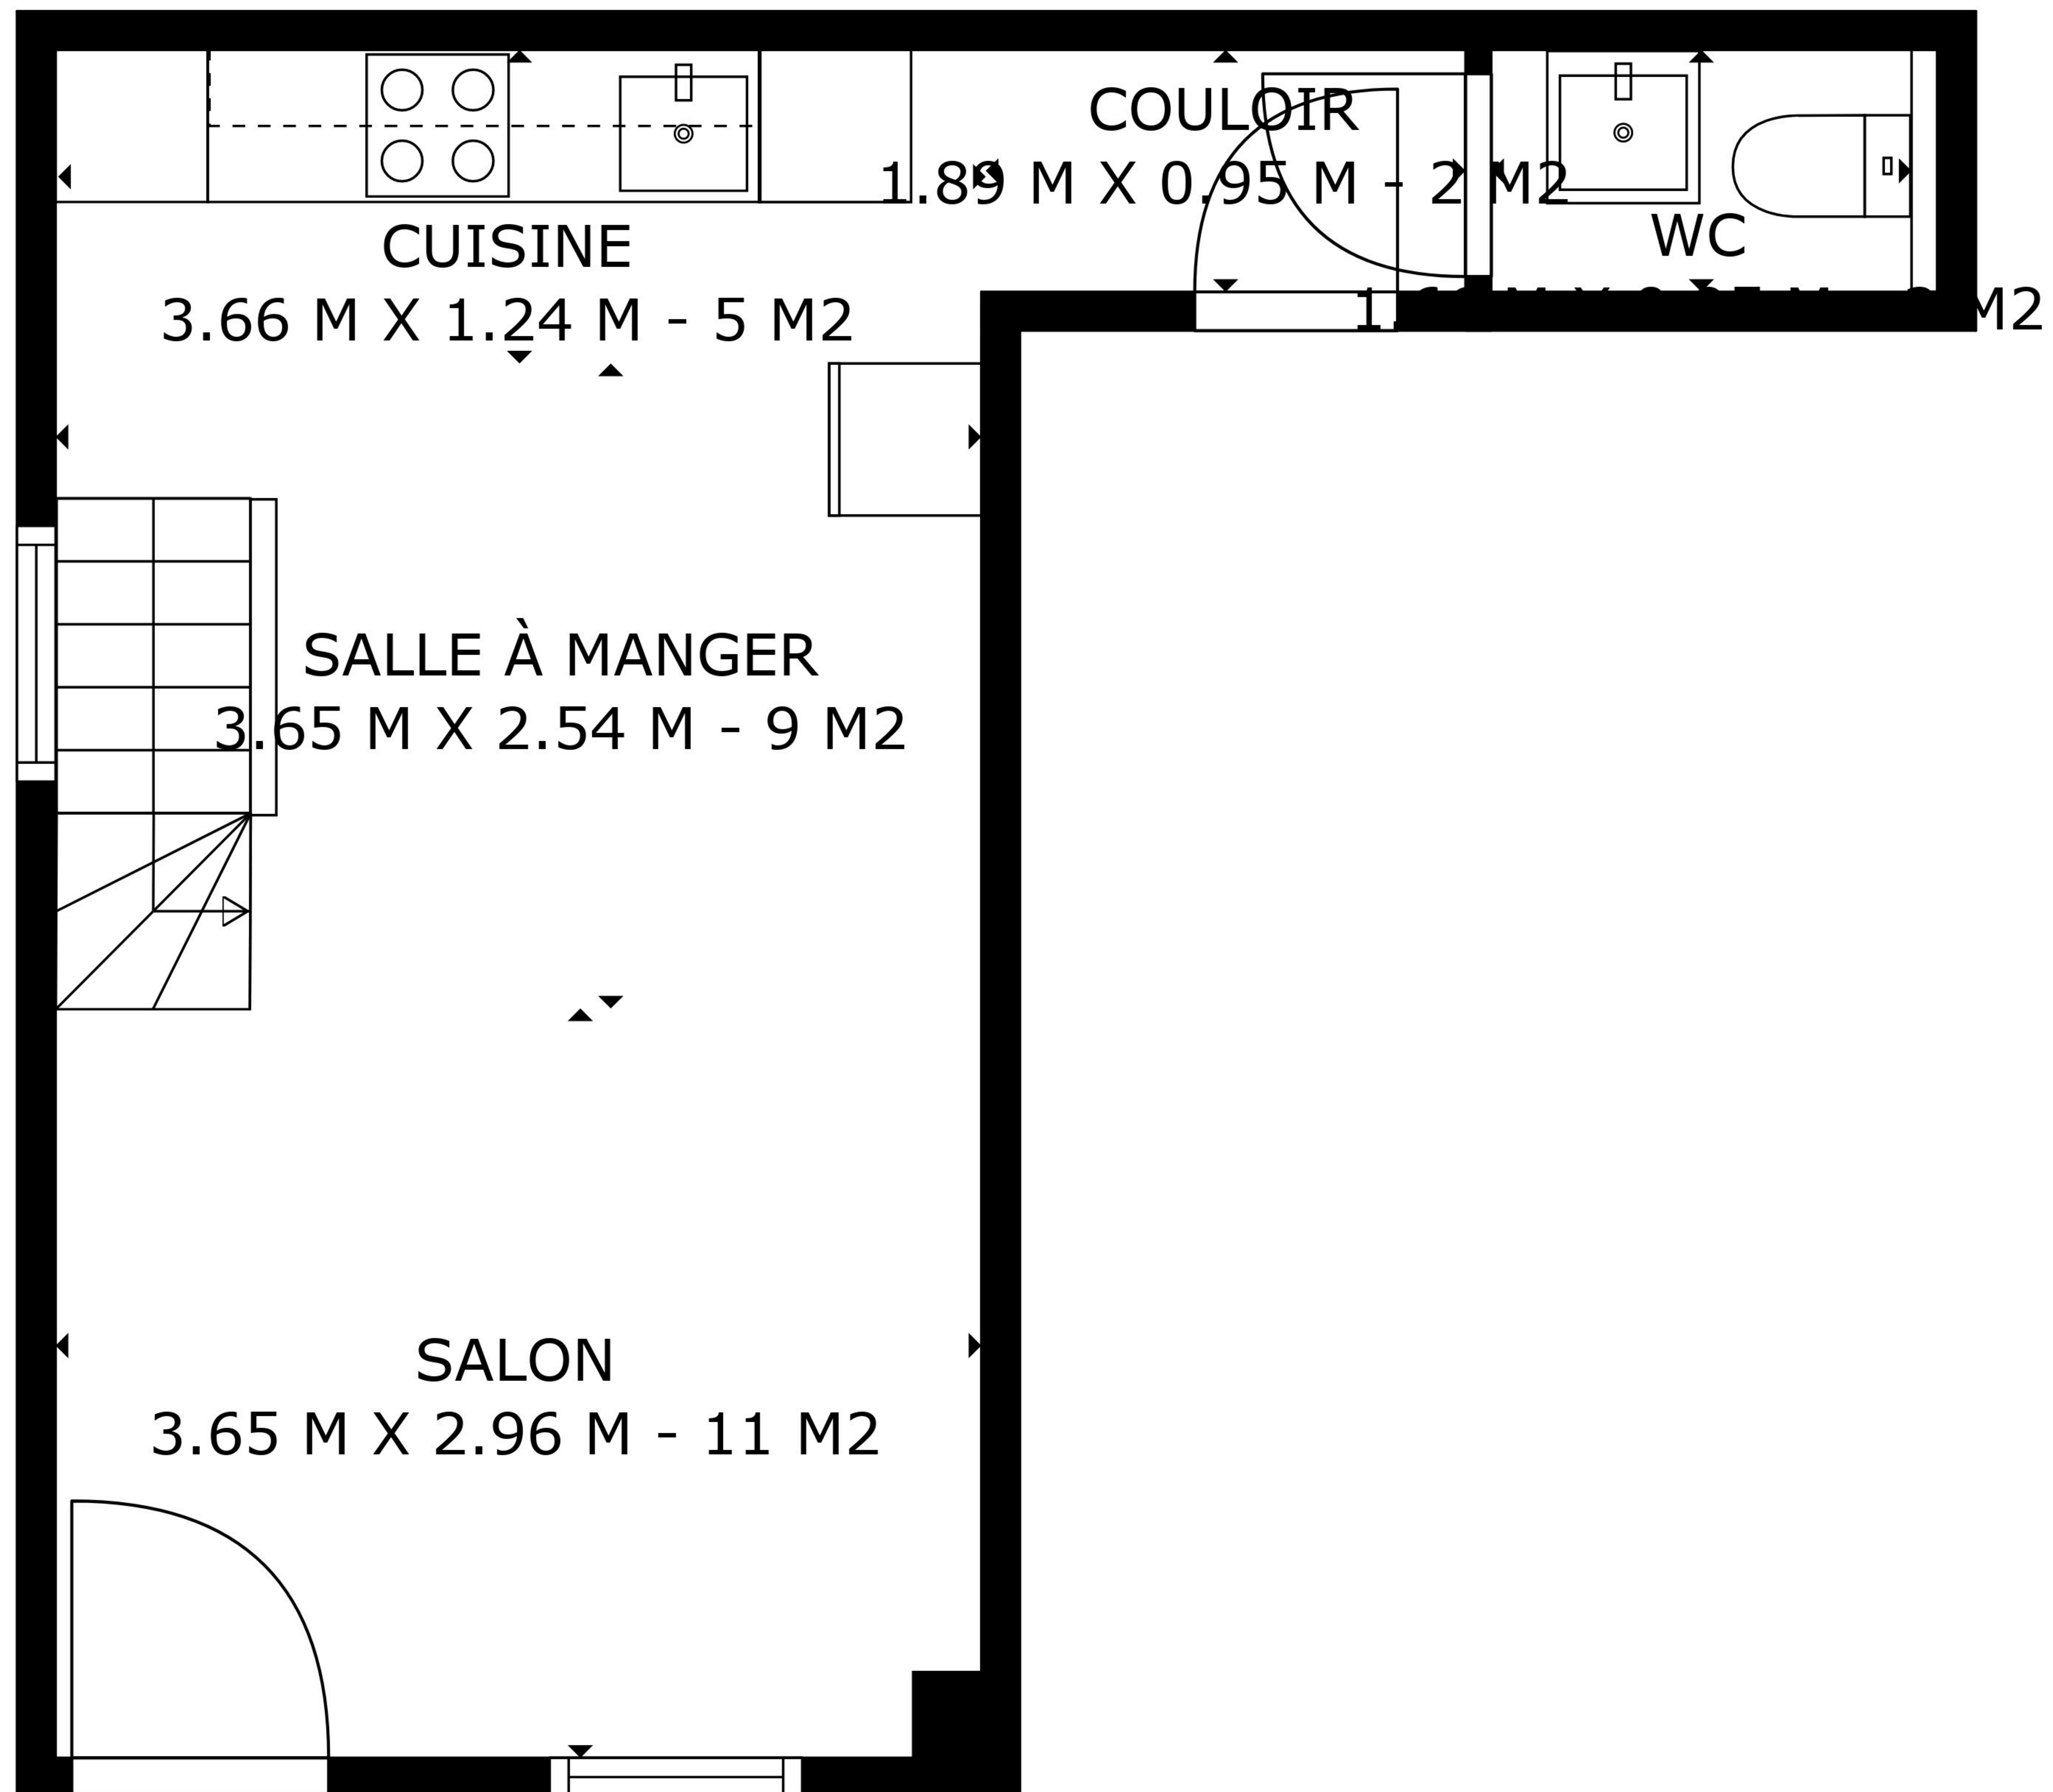 COULOIR
1.89 M X 0.95 M - 2 M2
WC
M2
CUISINE
3.66 M X 1.24 M - 5 M2
SALLE À MANGER
3.65 M X 2.54 M - 9 M2
SALON
3.65 M X 2.96 M - 11 M2